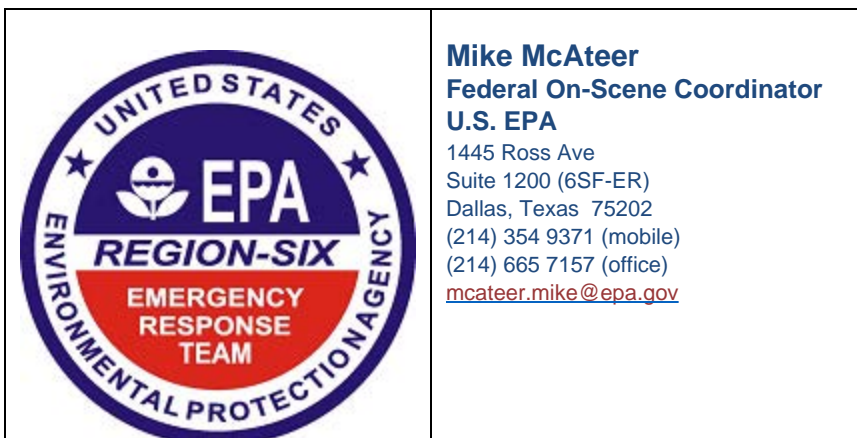 UNITED STATES
EPA
REGION-SIX
EMERGENCY
RESPONSE
TEAM
ENVIRONMENTAL PROTECTION AGENCY
Mike McAteer
Federal On-Scene Coordinator
U.S. EPA
1445 Ross Ave
Suite 1200 (6SF-ER)
Dallas, Texas  75202
(214) 354 9371 (mobile)
(214) 665 7157 (office)
mcateer.mike@epa.gov